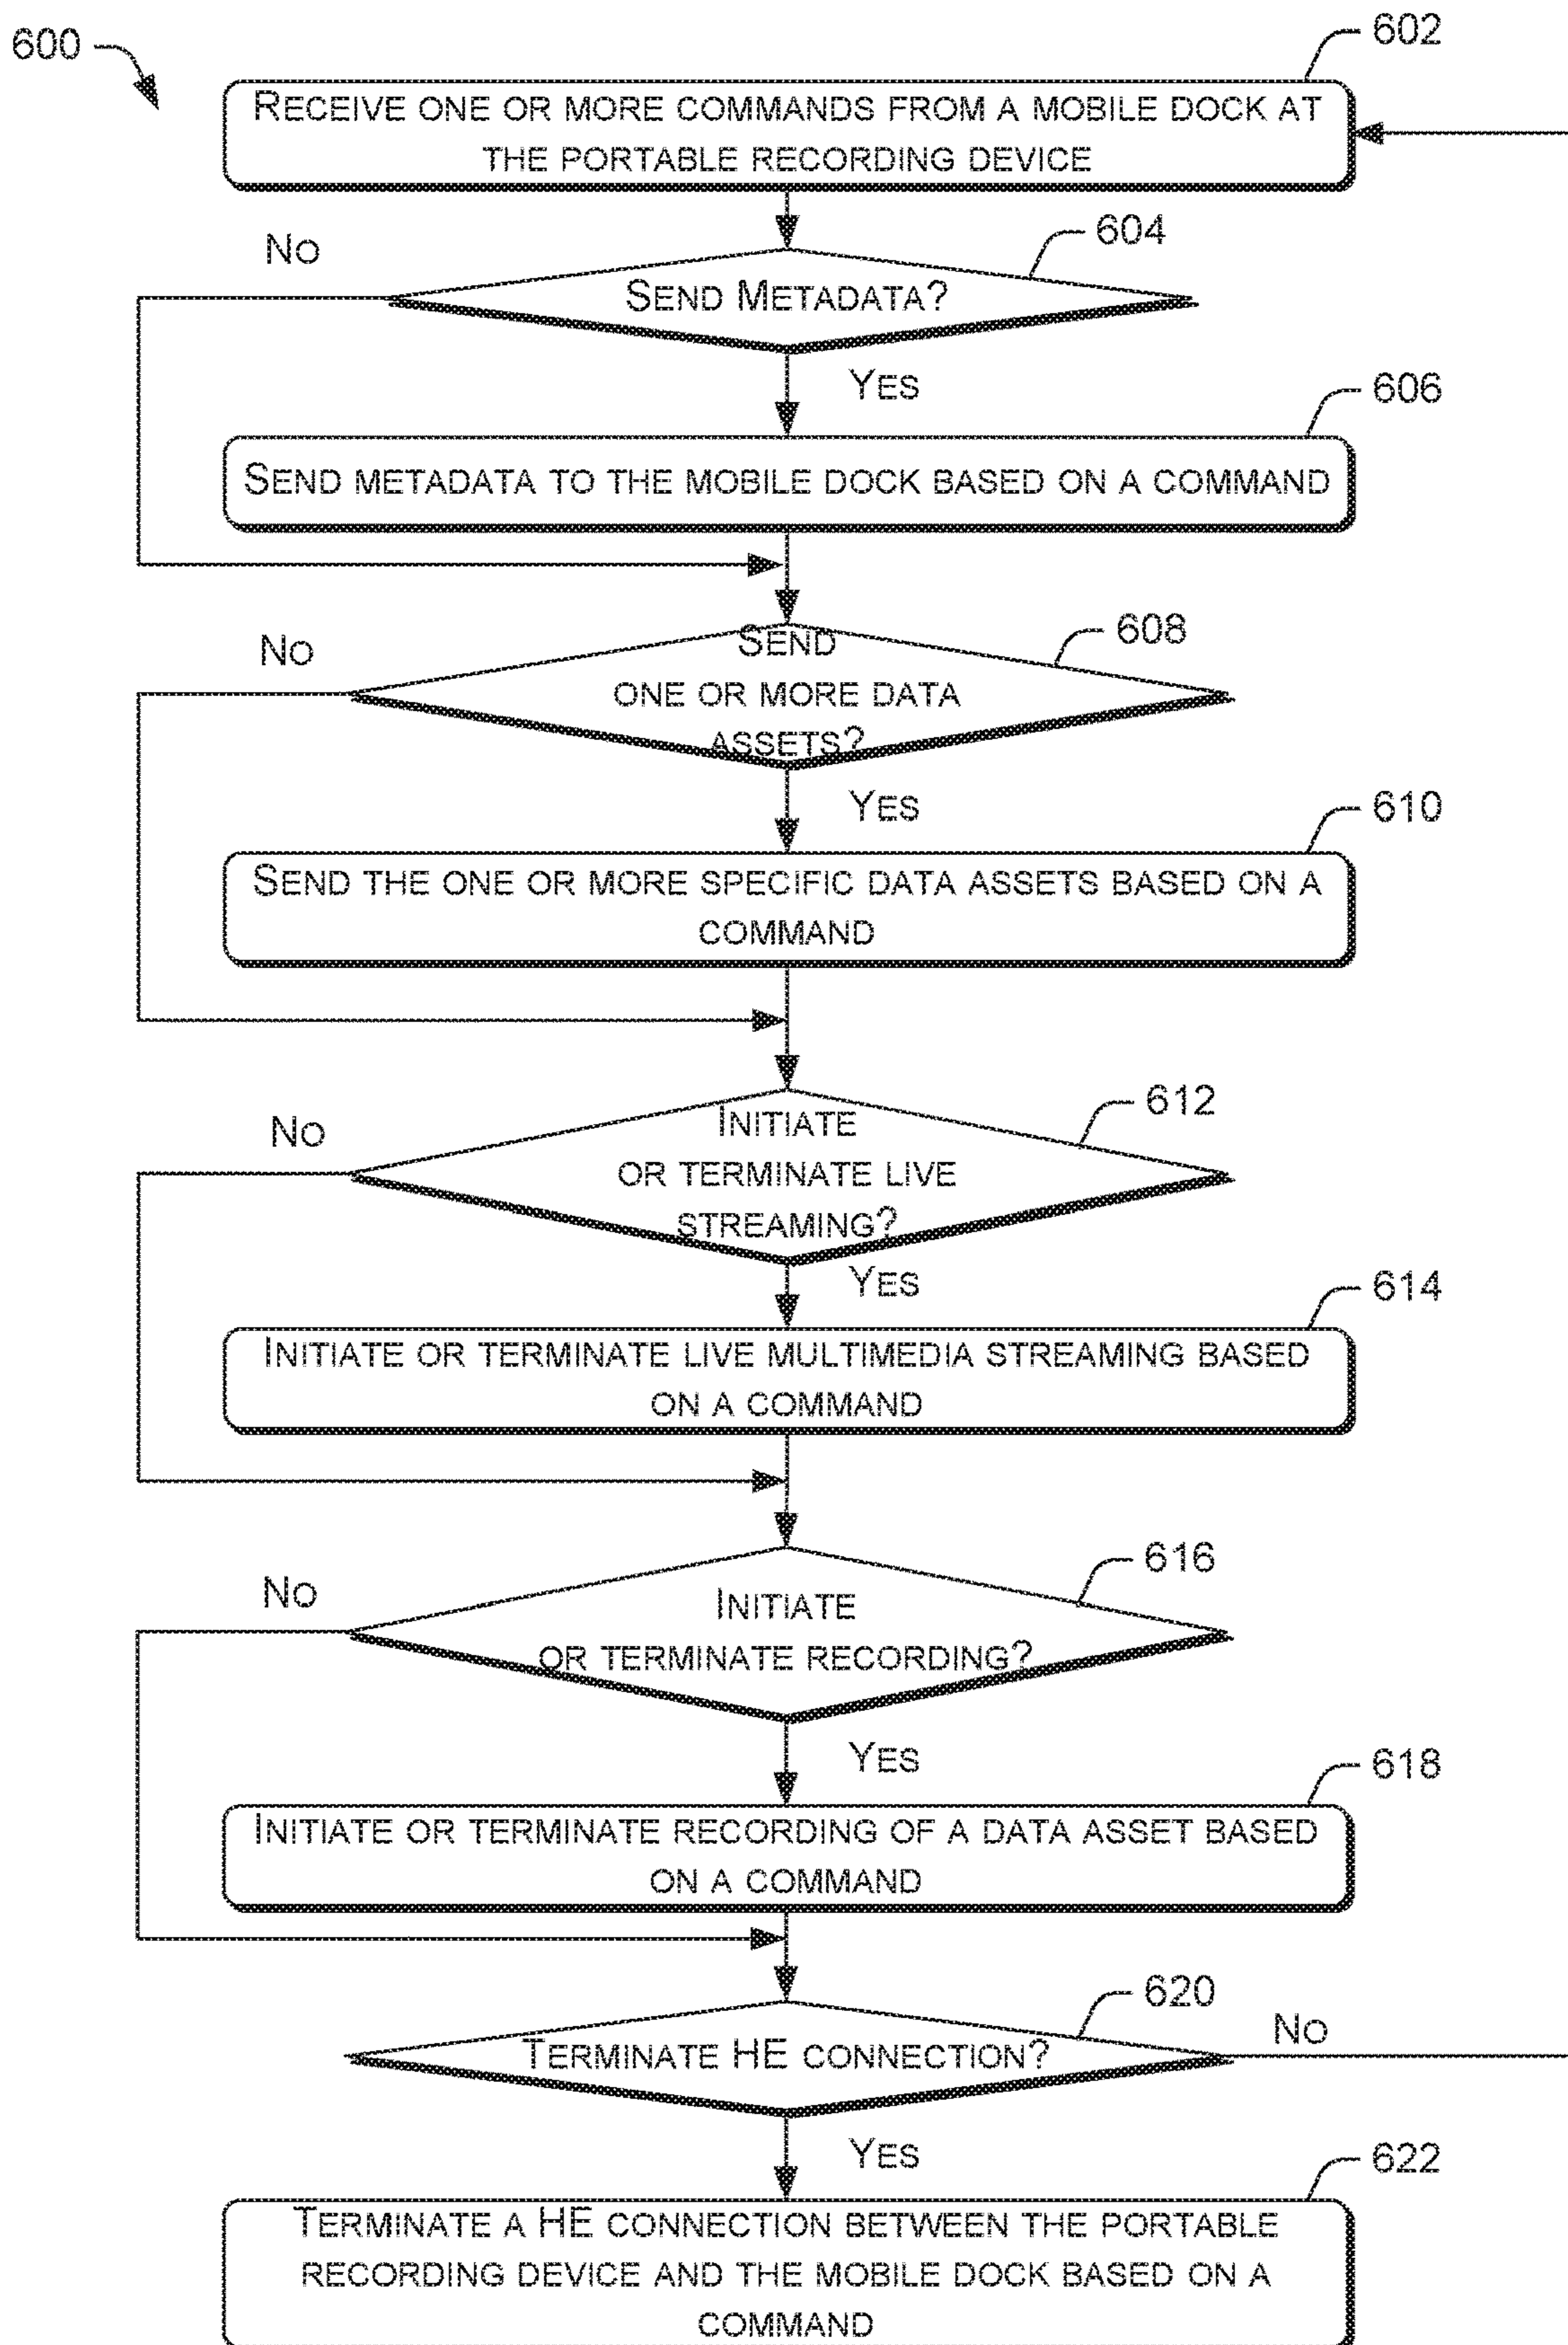 600
602
RECEIVE ONE OR MORE COMMANDS FROM A MOBILE DOCK AT
THE PORTABLE RECORDING DEVICE
NO
604
SEND METADATA?
YES
606
SEND METADATA TO THE MOBILE DOCK BASED ON A COMMAND
NO
608
SEND
ONE OR MORE DATA
ASSETS?
YES
610
SEND THE ONE OR MORE SPECIFIC DATA ASSETS BASED ON A
COMMAND
NO
612
INITIATE
OR TERMINATE LIVE
STREAMING?
YES
614
INITIATE OR TERMINATE LIVE MULTIMEDIA STREAMING BASED
ON A COMMAND
NO
616
INITIATE
OR TERMINATE RECORDING?
YES
618
INITIATE OR TERMINATE RECORDING OF A DATA ASSET BASED
ON A COMMAND
620
TERMINATE HE CONNECTION?
NO
YES
622
TERMINATE A HE CONNECTION BETWEEN THE PORTABLE
RECORDING DEVICE AND THE MOBILE DOCK BASED ON A
COMMAND